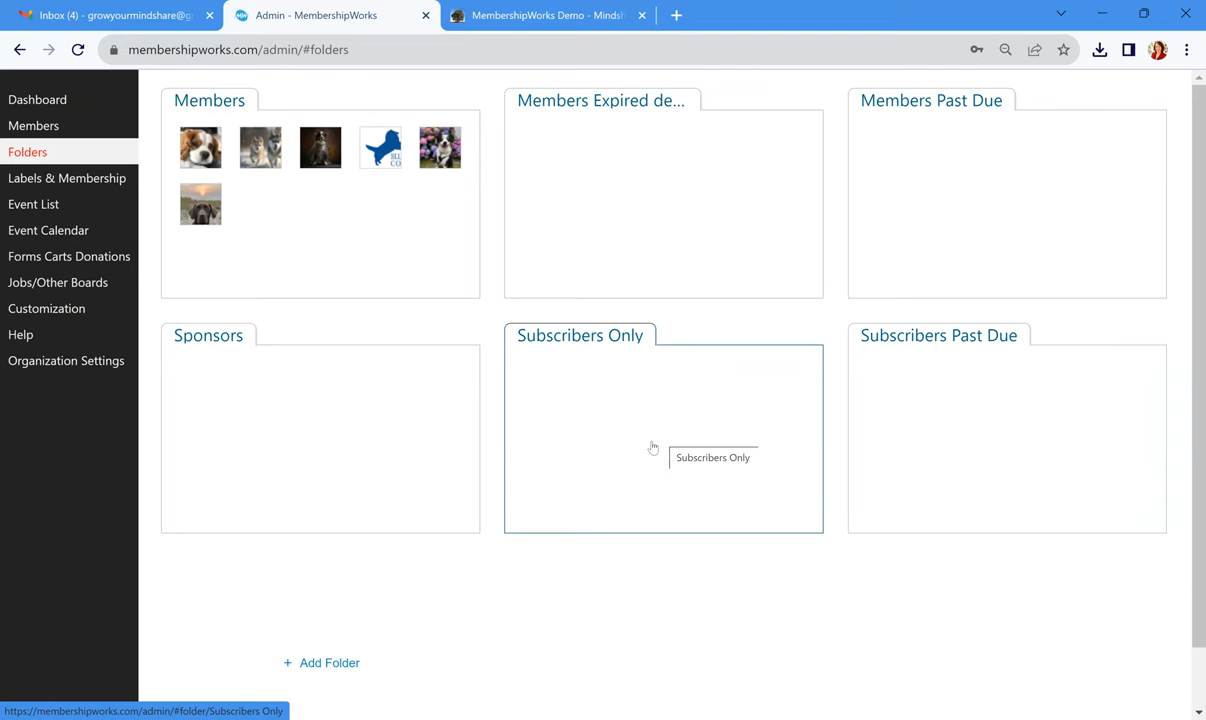 Inbox (4) - growyourmindshare@g
Admin - MembershipWorks
MembershipWorks Demo - Minds
membershipworks.com/admin/#folders
Dashboard
Members
Folders
Labels & Membership
Event List
Event Calendar
Forms Carts Donations
Jobs/Other Boards
Customization
Help
Organization Settings
Members
Members Expired de...
Members Past Due
BLU
CO
Sponsors
Subscribers Only
Subscribers Past Due
Subscribers Only
+ Add Folder
https://membershipworks.com/admin/#folder/Subscribers Only